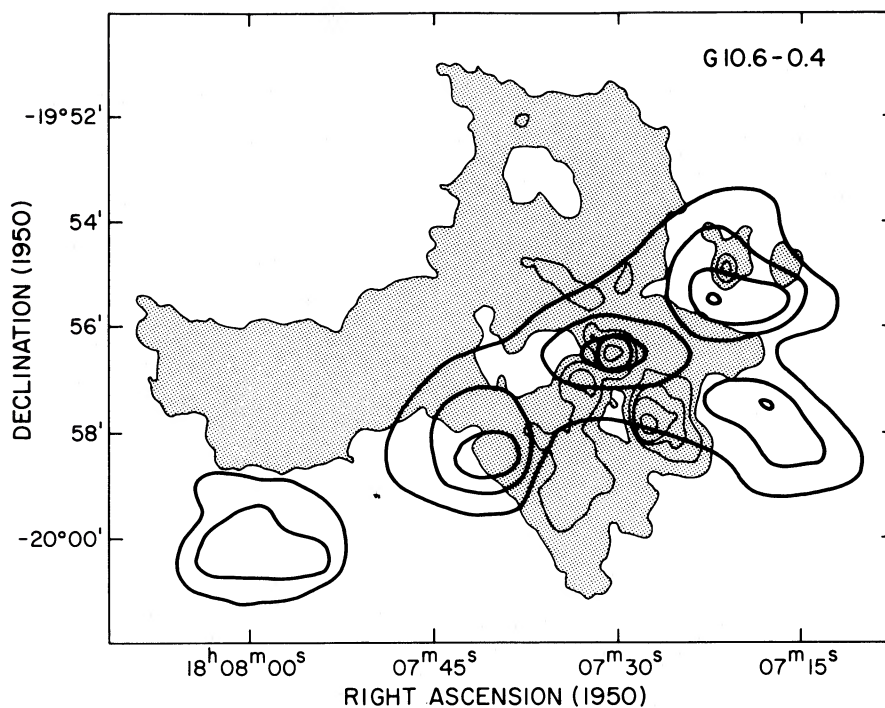 G10.6-0.4
DECLINATION (1950)
-19°52'
54'
56'
58'
-20°00'
18ʰ08ᵐ00ˢ
07ᵐ45ˢ
07ᵐ30ˢ
07ᵐ15ˢ
RIGHT ASCENSION (1950)